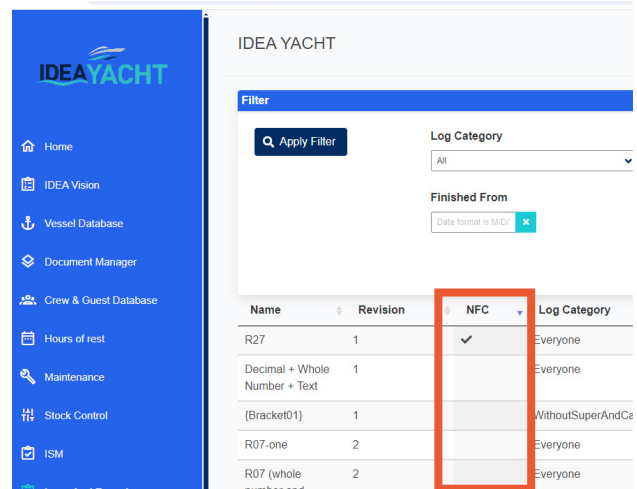 IDEA YACHT
IDEAYACHT
Filter
Apply Filter
Log Category
All
Finished From
Date format is M/D/
Home
IDEA Vision
Vessel Database
Document Manager
Crew & Guest Database
Hours of rest
Maintenance
Stock Control
ISM
Name Revision NFC Log Category
R27 1 Everyone
Decimal + Whole 1 Everyone
Number + Text
{Bracket01} 1 WithoutSuperAndCa
R07-one 2 Everyone
R07 (whole 2 Everyone